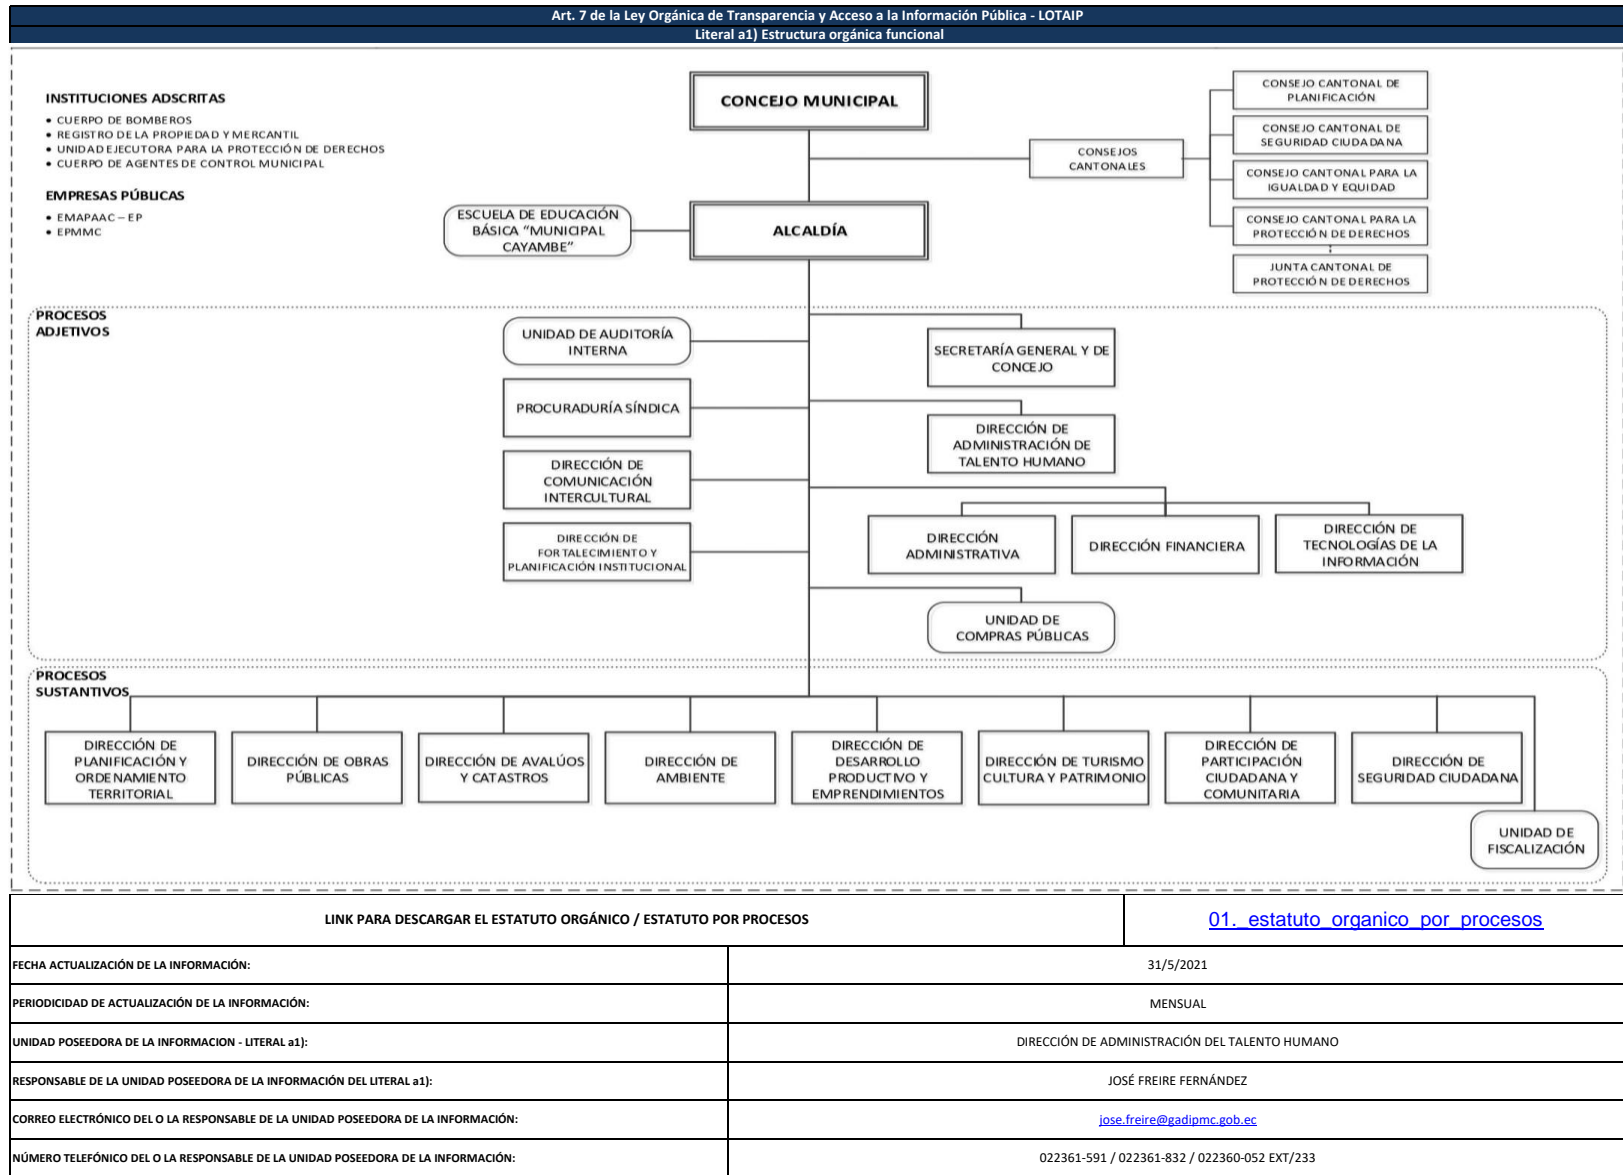 Art. 7 de la Ley Orgánica de Transparencia y Acceso a la Información Pública - LOTAIP
Literal a1) Estructura orgánica funcional
INSTITUCIONES ADSCRITAS
• CUERPO DE BOMBEROS
• REGISTRO DE LA PROPIEDAD Y MERCANTIL
• UNIDAD EJECUTORA PARA LA PROTECCIÓN DE DERECHOS
• CUERPO DE AGENTES DE CONTROL MUNICIPAL
EMPRESAS PÚBLICAS
• EMAPAAC – EP
• EPMMC
CONCEJO MUNICIPAL
CONSEJOS
CANTONALES
CONSEJO CANTONAL DE
PLANIFICACIÓN
CONSEJO CANTONAL DE
SEGURIDAD CIUDADANA
CONSEJO CANTONAL PARA LA
IGUALDAD Y EQUIDAD
CONSEJO CANTONAL PARA LA
PROTECCIÓN DE DERECHOS
JUNTA CANTONAL DE
PROTECCIÓN DE DERECHOS
ESCUELA DE EDUCACIÓN
BÁSICA “MUNICIPAL
CAYAMBE”
ALCALDÍA
PROCESOS
ADJETIVOS
UNIDAD DE AUDITORÍA
INTERNA
SECRETARÍA GENERAL Y DE
CONCEJO
PROCURADURÍA SÍNDICA
DIRECCIÓN DE
ADMINISTRACIÓN DE
TALENTO HUMANO
DIRECCIÓN DE
COMUNICACIÓN
INTERCULTURAL
DIRECCIÓN DE
FORTALECIMIENTO Y
PLANIFICACIÓN INSTITUCIONAL
DIRECCIÓN
ADMINISTRATIVA
DIRECCIÓN FINANCIERA
DIRECCIÓN DE
TECNOLOGÍAS DE LA
INFORMACIÓN
UNIDAD DE
COMPRAS PÚBLICAS
PROCESOS
SUSTANTIVOS
DIRECCIÓN DE
PLANIFICACIÓN Y
ORDENAMIENTO
TERRITORIAL
DIRECCIÓN DE OBRAS
PÚBLICAS
DIRECCIÓN DE AVALÚOS
Y CATASTROS
DIRECCIÓN DE
AMBIENTE
DIRECCIÓN DE
DESARROLLO
PRODUCTIVO Y
EMPRENDIMIENTOS
DIRECCIÓN DE TURISMO
CULTURA Y PATRIMONIO
DIRECCIÓN DE
PARTICIPACIÓN
CIUDADANA Y
COMUNITARIA
DIRECCIÓN DE
SEGURIDAD CIUDADANA
UNIDAD DE
FISCALIZACIÓN
LINK PARA DESCARGAR EL ESTATUTO ORGÁNICO / ESTATUTO POR PROCESOS
01._estatuto_organico_por_procesos
FECHA ACTUALIZACIÓN DE LA INFORMACIÓN:
31/5/2021
PERIODICIDAD DE ACTUALIZACIÓN DE LA INFORMACIÓN:
MENSUAL
UNIDAD POSEEDORA DE LA INFORMACION - LITERAL a1):
DIRECCIÓN DE ADMINISTRACIÓN DEL TALENTO HUMANO
RESPONSABLE DE LA UNIDAD POSEEDORA DE LA INFORMACIÓN DEL LITERAL a1):
JOSÉ FREIRE FERNÁNDEZ
CORREO ELECTRÓNICO DEL O LA RESPONSABLE DE LA UNIDAD POSEEDORA DE LA INFORMACIÓN:
jose.freire@gadipmc.gob.ec
NÚMERO TELEFÓNICO DEL O LA RESPONSABLE DE LA UNIDAD POSEEDORA DE LA INFORMACIÓN:
022361-591 / 022361-832 / 022360-052 EXT/233